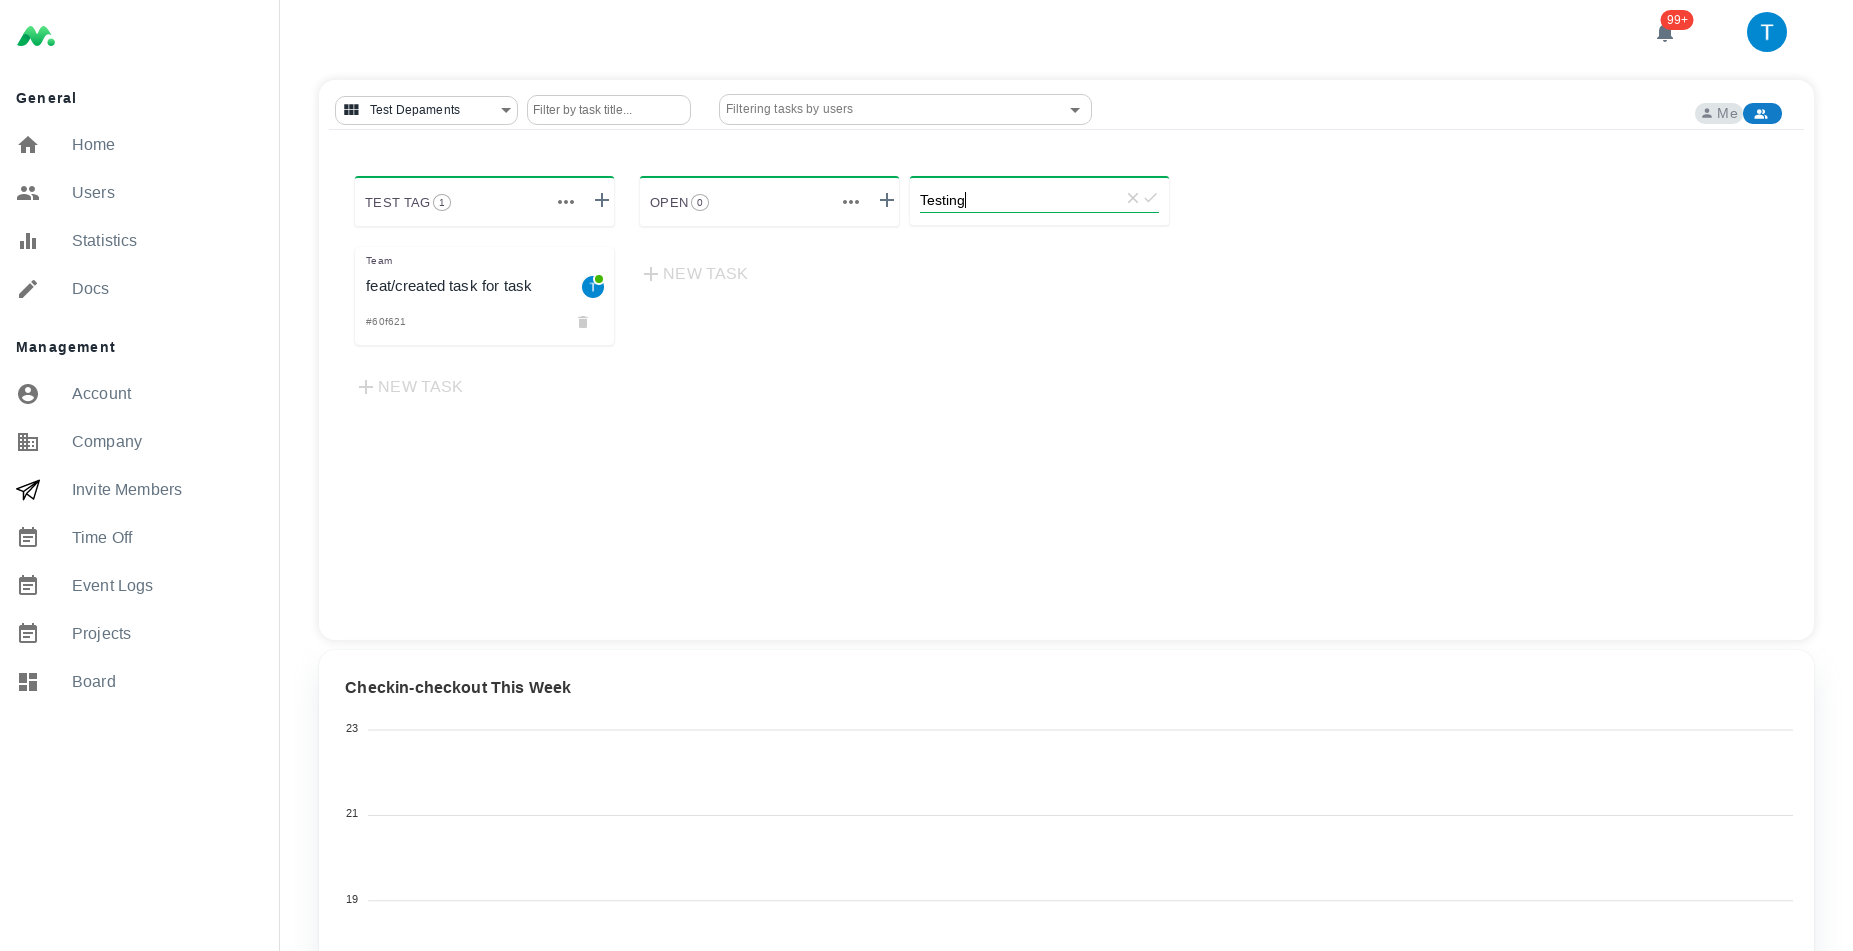 99+
T
General
Home
Users
Statistics
Docs
Management
Account
Company
Invite Members
Time Off
Event Logs
Projects
Board
Test Depaments
Filter by task title...
Filtering tasks by users
Me
TEST TAG 1
OPEN 0
Testing
Team
feat/created task for task
T
#60f621
NEW TASK
NEW TASK
Checkin-checkout This Week
23
21
19